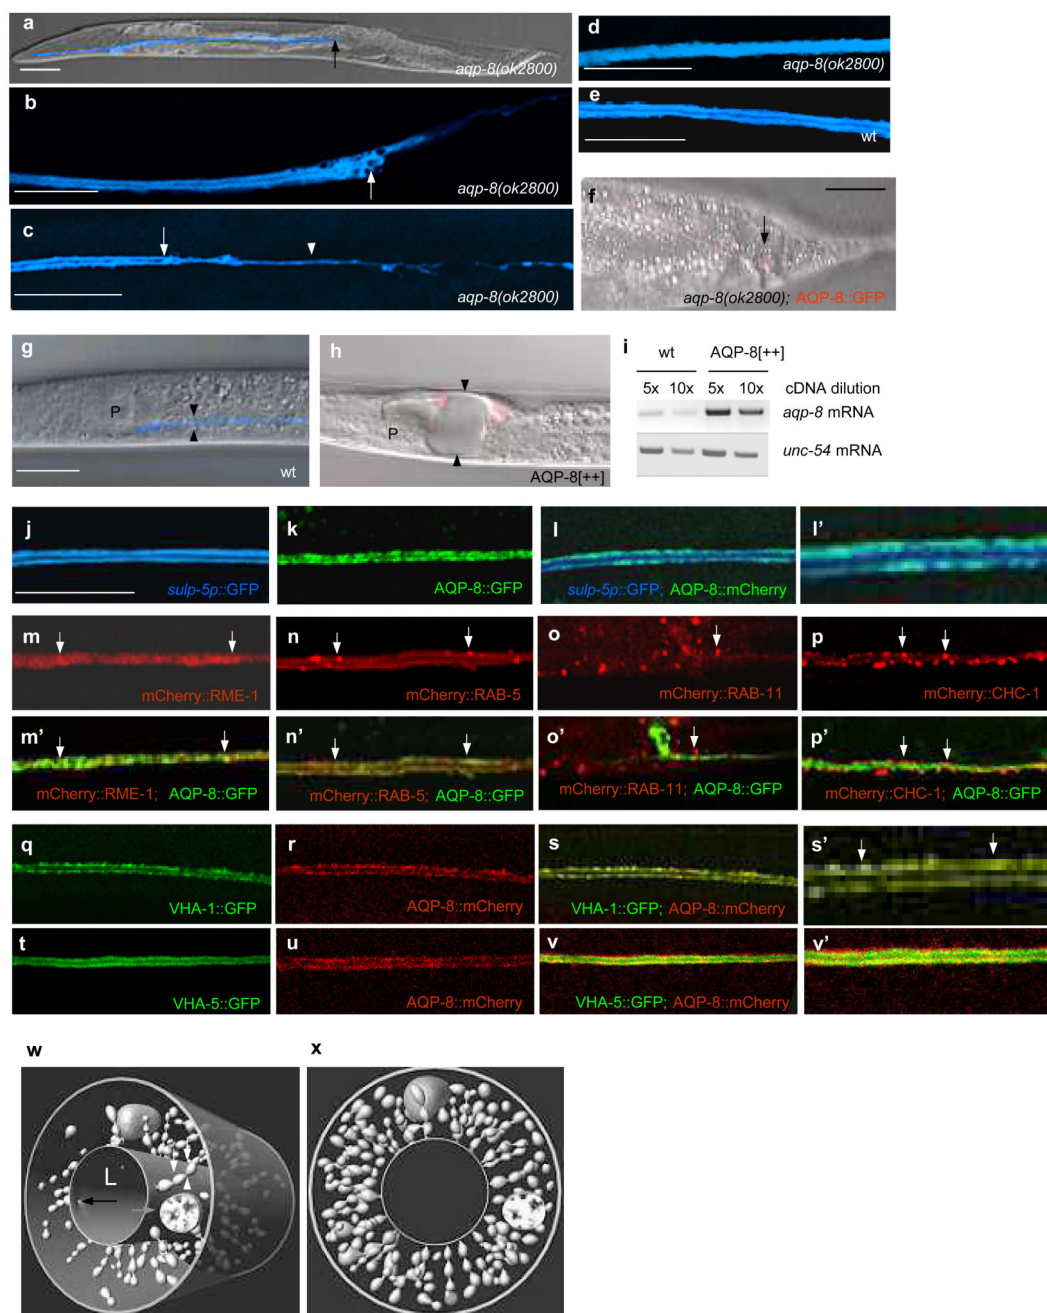 a
aqp-8(ok2800)
b
aqp-8(ok2800)
c
aqp-8(ok2800)
d
aqp-8(ok2800)
e
wt
f
aqp-8(ok2800); AQP-8::GFP
g
P
wt
h
P
AQP-8[++]
i
wt AQP-8[++]
5x 10x 5x 10x cDNA dilution
aqp-8 mRNA
unc-54 mRNA
j
sulp-5p::GFP
k
AQP-8::GFP
l
sulp-5p::GFP; AQP-8::mCherry
l’
m
mCherry::RME-1
n
mCherry::RAB-5
o
mCherry::RAB-11
p
mCherry::CHC-1
m’
mCherry::RME-1; AQP-8::GFP
n’
mCherry::RAB-5; AQP-8::GFP
o’
mCherry::RAB-11; AQP-8::GFP
p’
mCherry::CHC-1; AQP-8::GFP
q
VHA-1::GFP
r
AQP-8::mCherry
s
VHA-1::GFP; AQP-8::mCherry
s’
t
VHA-5::GFP
u
AQP-8::mCherry
v
VHA-5::GFP; AQP-8::mCherry
v’
w
L
x